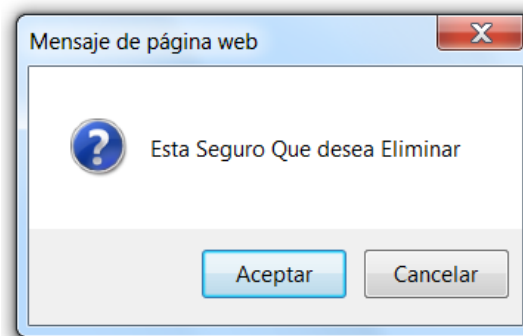 Mensaje de página web
Esta Seguro Que desea Eliminar
Aceptar Cancelar